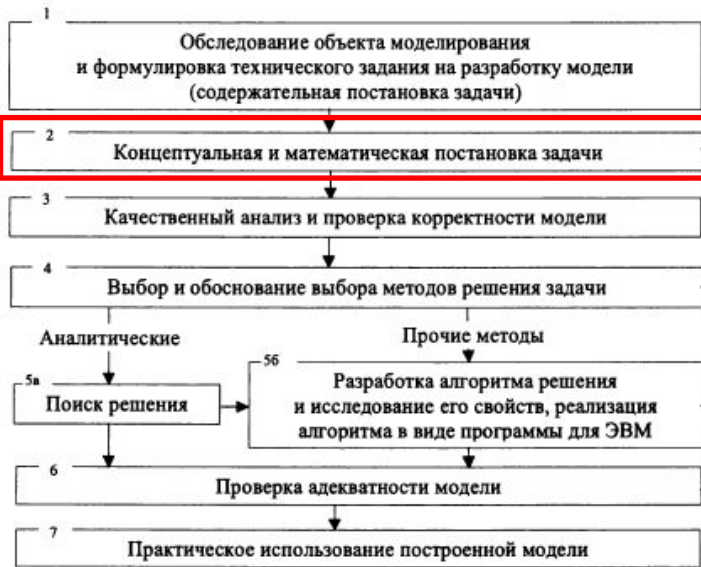 1
Обследование объекта моделирования
и формулировка технического задания на разработку модели
(содержательная постановка задачи)
2
Концептуальная и математическая постановка задачи
3
Качественный анализ и проверка корректности модели
4
Выбор и обоснование выбора методов решения задачи
Аналитические
Прочие методы
5а
Поиск решения
5б
Разработка алгоритма решения
и исследование его свойств, реализация
алгоритма в виде программы для ЭВМ
6
Проверка адекватности модели
7
Практическое использование построенной модели